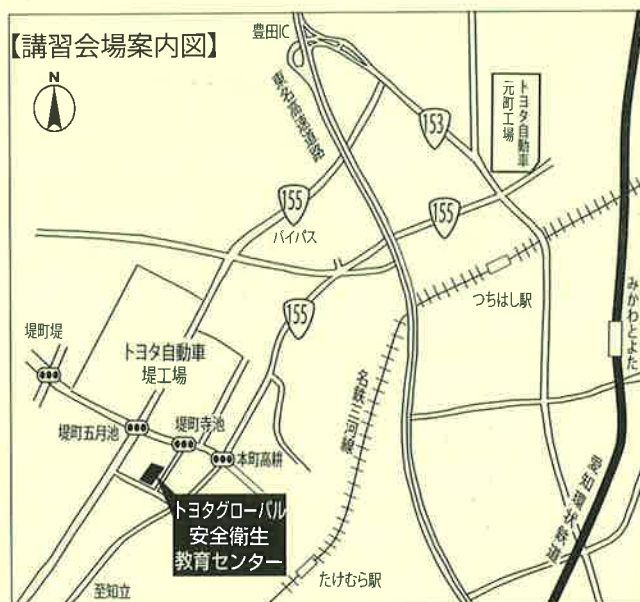 【講習会場案内図】
豊田IC
N
東名高速道路
153
トヨタ自動車
元町工場
155
バイパス
155
つちはし駅
みかわとよた
155
堤町堤
トヨタ自動車
堤工場
名鉄三河線
堤町五月池
堤町寺池
本町高耕
愛知環状鉄道
トヨタグローバル
安全衛生
教育センター
たけむら駅
至知立